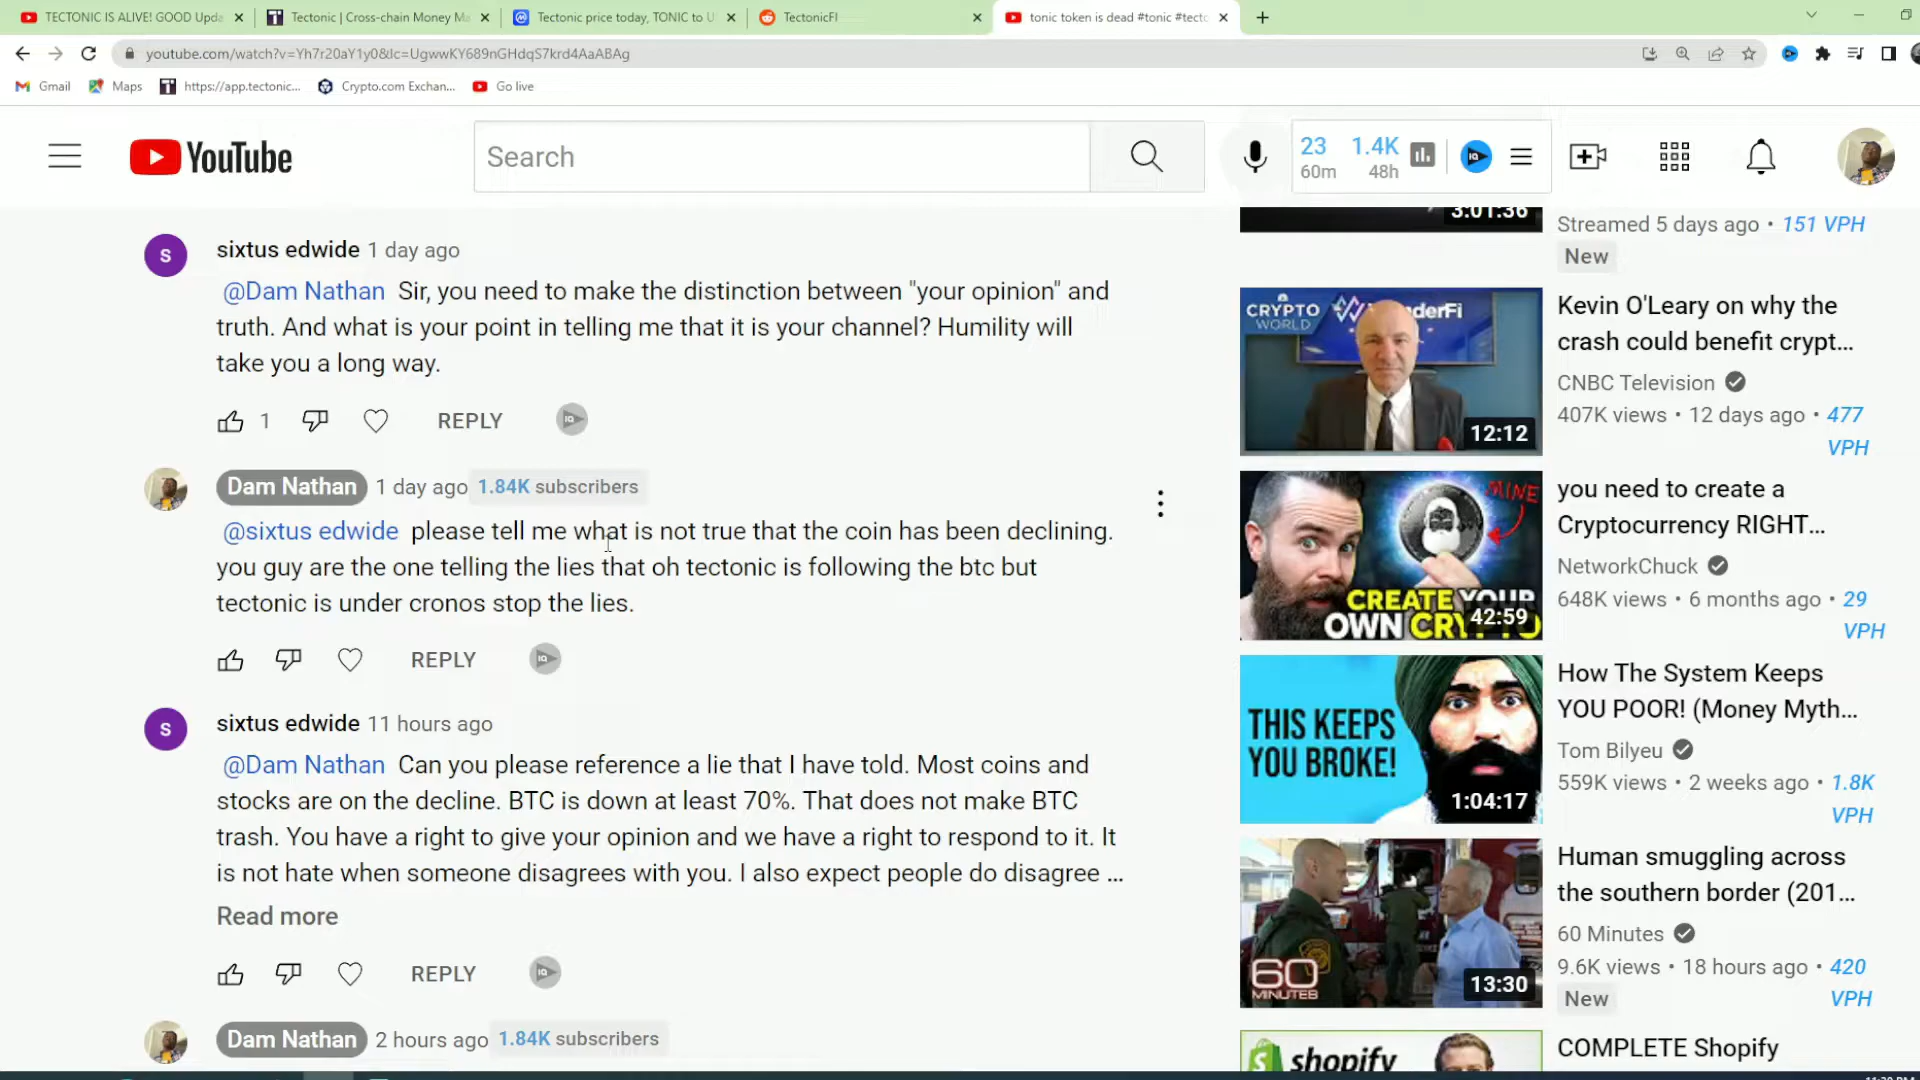 TECTONIC IS ALIVE! GOOD Upda
Tectonic | Cross-chain Money Ma
Tectonic price today, TONIC to U
TectonicFI
tonic token is dead #tonic #tecto
youtube.com/watch?v=Yh7r20aY1y0&lc=UgwwKY689nGHdqS7krd4AaABAg
Gmail
Maps
https://app.tectonic...
Crypto.com Exchan...
Go live
YouTube
Search
23 1.4K
60m 48h
sixtus edwide 1 day ago
@Dam Nathan Sir, you need to make the distinction between "your opinion" and
truth. And what is your point in telling me that it is your channel? Humility will
take you a long way.
1 REPLY
Dam Nathan 1 day ago 1.84K subscribers
@sixtus edwide please tell me what is not true that the coin has been declining.
you guy are the one telling the lies that oh tectonic is following the btc but
tectonic is under cronos stop the lies.
REPLY
sixtus edwide 11 hours ago
@Dam Nathan Can you please reference a lie that I have told. Most coins and
stocks are on the decline. BTC is down at least 70%. That does not make BTC
trash. You have a right to give your opinion and we have a right to respond to it. It
is not hate when someone disagrees with you. I also expect people do disagree ...
Read more
REPLY
Dam Nathan 2 hours ago 1.84K subscribers
3:01:36
Streamed 5 days ago • 151 VPH
New
CRYPTO
WORLD
derFi
12:12
Kevin O'Leary on why the
crash could benefit crypt...
CNBC Television
407K views • 12 days ago • 477
VPH
MINE
CREATE YOUR
OWN CRYPTO
42:59
you need to create a
Cryptocurrency RIGHT...
NetworkChuck
648K views • 6 months ago • 29
VPH
THIS KEEPS
YOU BROKE!
1:04:17
How The System Keeps
YOU POOR! (Money Myth...
Tom Bilyeu
559K views • 2 weeks ago • 1.8K
VPH
60
MINUTES
13:30
Human smuggling across
the southern border (201...
60 Minutes
9.6K views • 18 hours ago • 420
VPH
New
shopify
COMPLETE Shopify